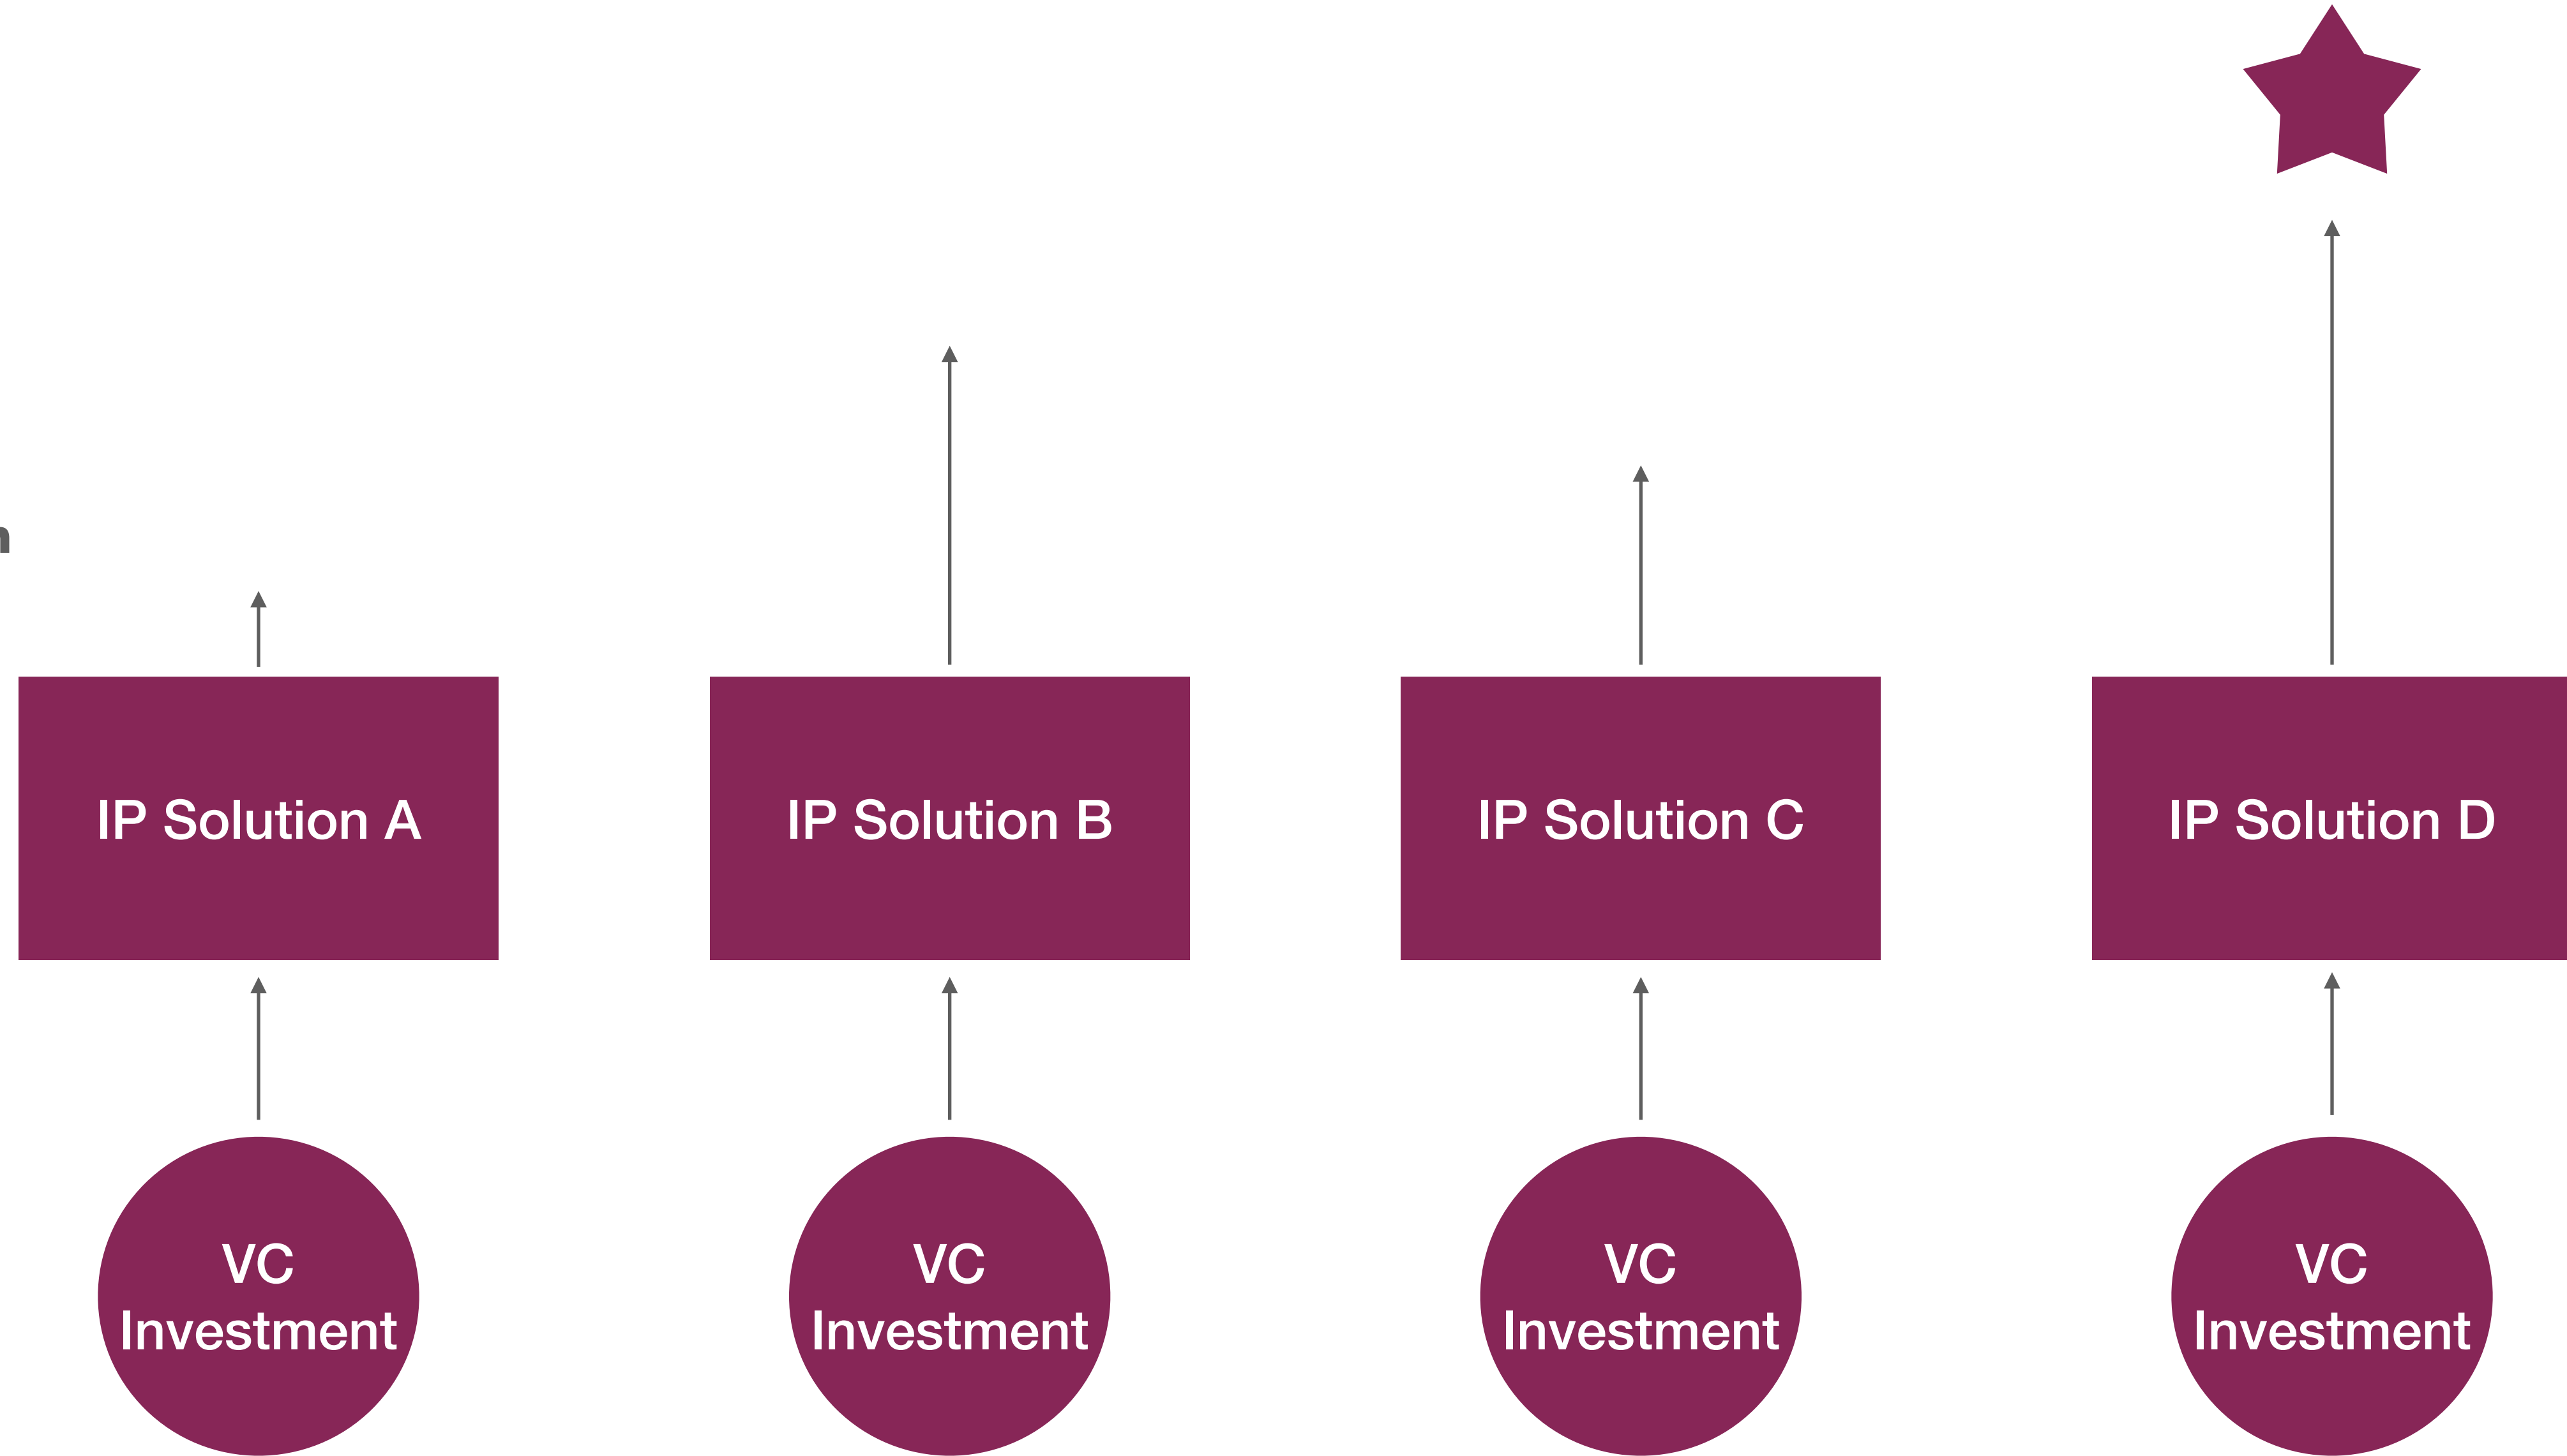 IP Solution A
IP Solution B
IP Solution C
IP Solution D
VC
Investment
VC
Investment
VC
Investment
VC
Investment